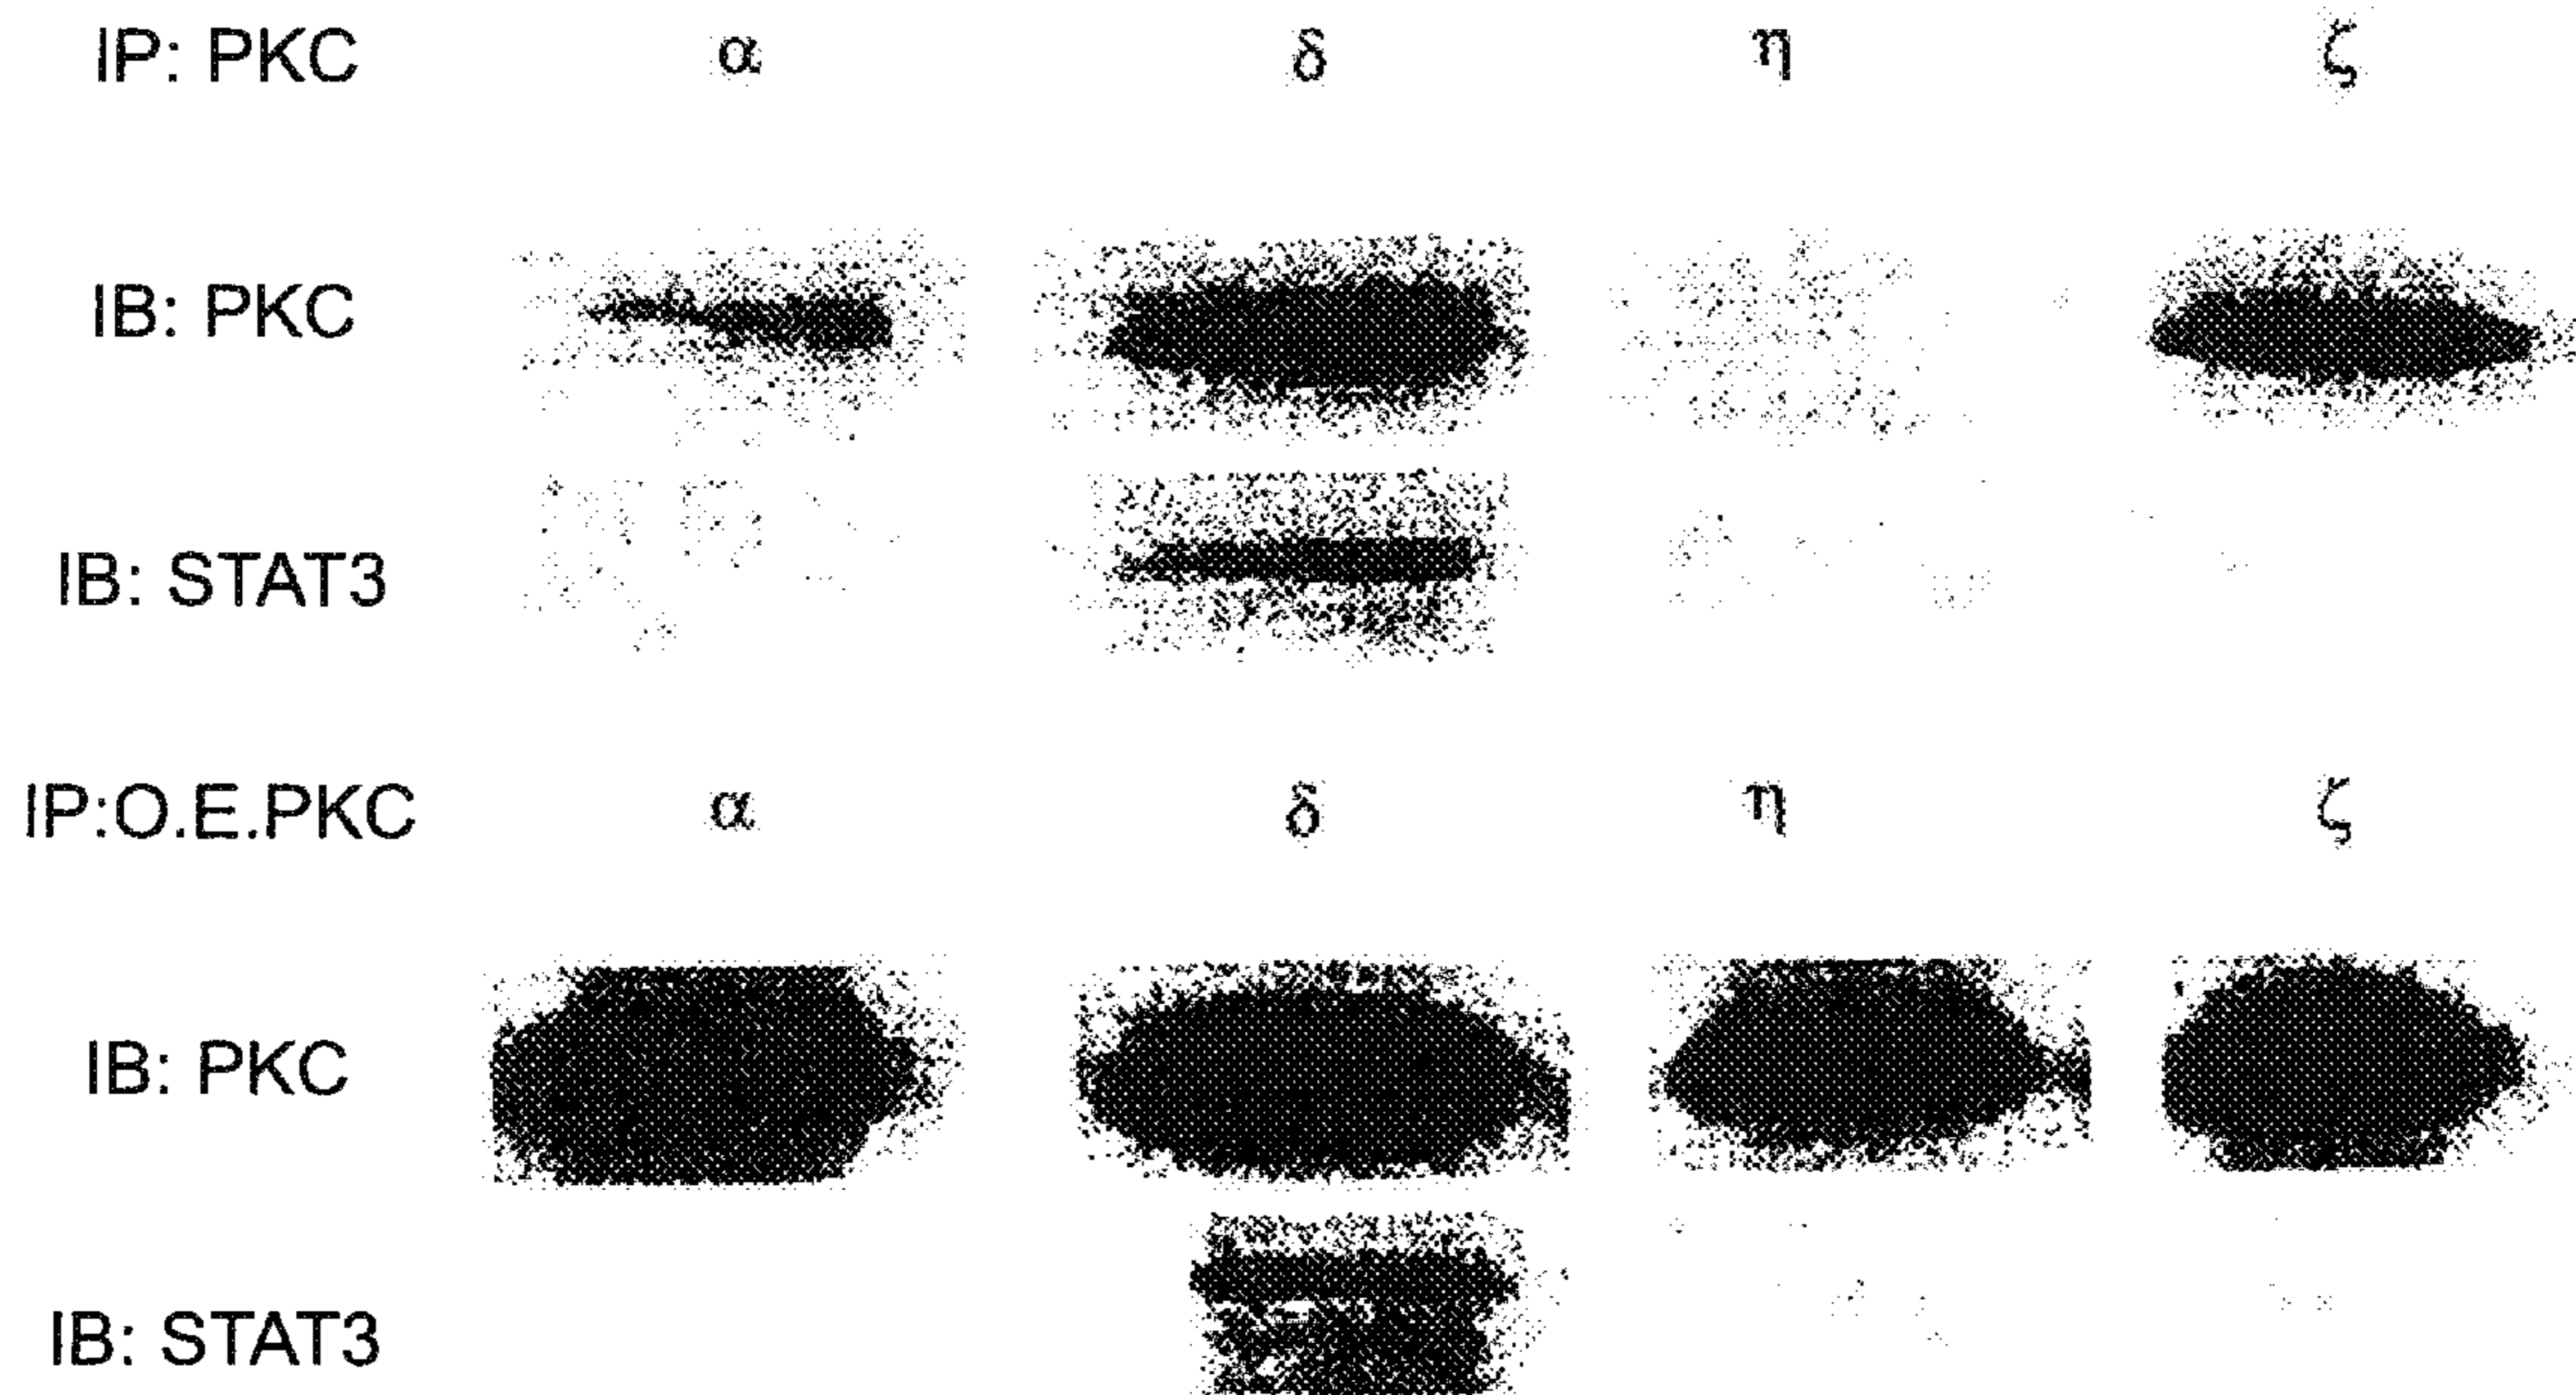 IP: PKC α δ η ζ
IB: PKC
IB: STAT3
IP:O.E.PKC α δ η ζ
IB: PKC
IB: STAT3